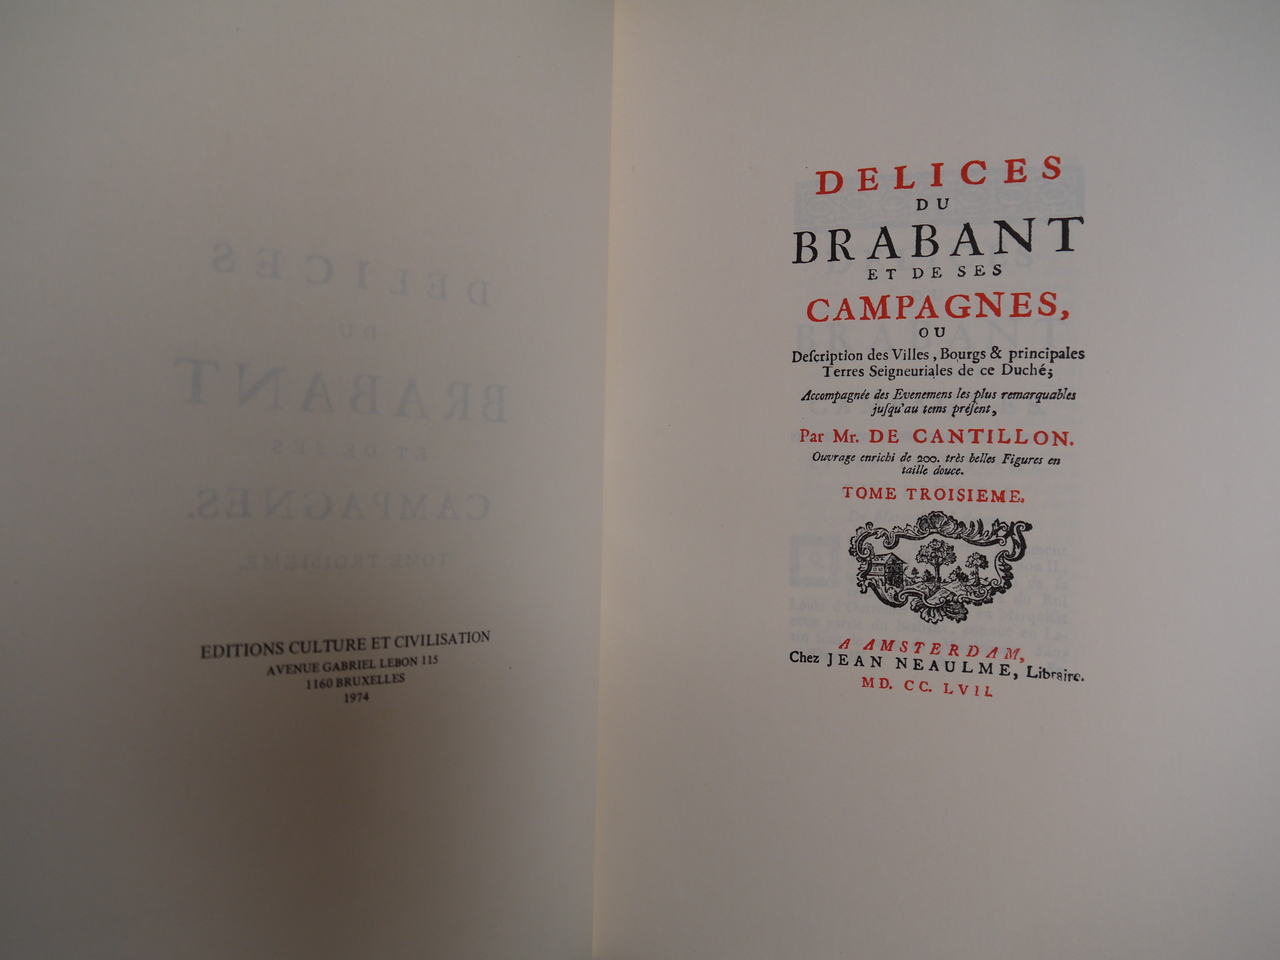 EDITIONS CULTURE ET CIVILISATION
AVENUE GABRIEL LEBON 115
1160 BRUXELLES
1974
DELICES
DU
BRABANT
ET DE SES
CAMPAGNES,
OU
Deſcription des Villes, Bourgs & principales
Terres Seigneuriales de ce Duché;
Accompagnée des Evenemens les plus remarquables
juſqu'au tems préſent,
Par Mr. DE CANTILLON.
Ouvrage enrichi de 200. très belles Figures en
taille douce.
TOME TROISIEME.
A AMSTERDAM,
Chez JEAN NEAULME, Libraire.
MD. CC. LVII.